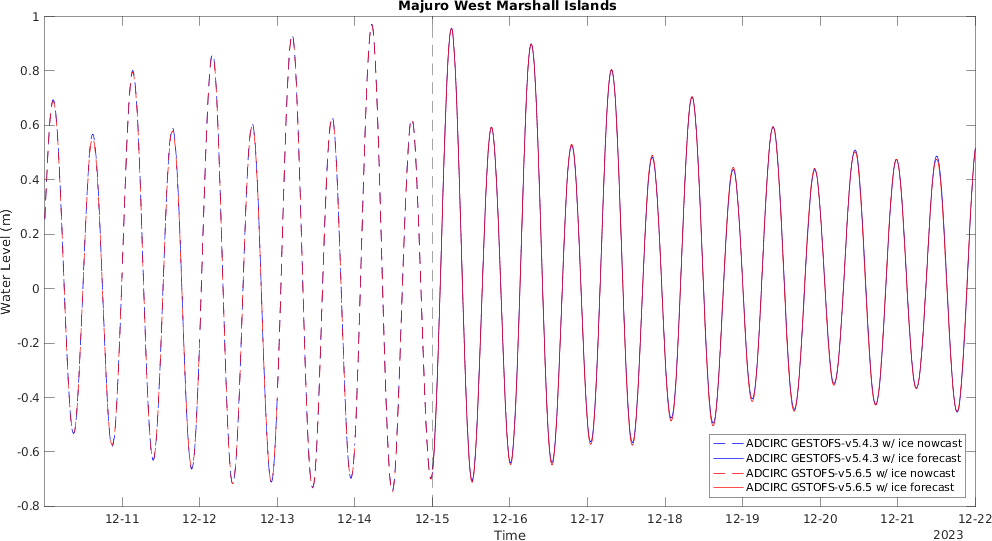 Majuro West Marshall Islands
1
0.8
0.6
0.4
0.2
0
-0.2
-0.4
-0.6
-0.8
Water Level (m)
ADCIRC GESTOFS-v5.4.3 w/ ice nowcast
ADCIRC GESTOFS-v5.4.3 w/ ice forecast
ADCIRC GSTOFS-v5.6.5 w/ ice nowcast
ADCIRC GSTOFS-v5.6.5 w/ ice forecast
12-11 12-12 12-13 12-14 12-15 12-16 12-17 12-18 12-19 12-20 12-21 12-22
Time
2023